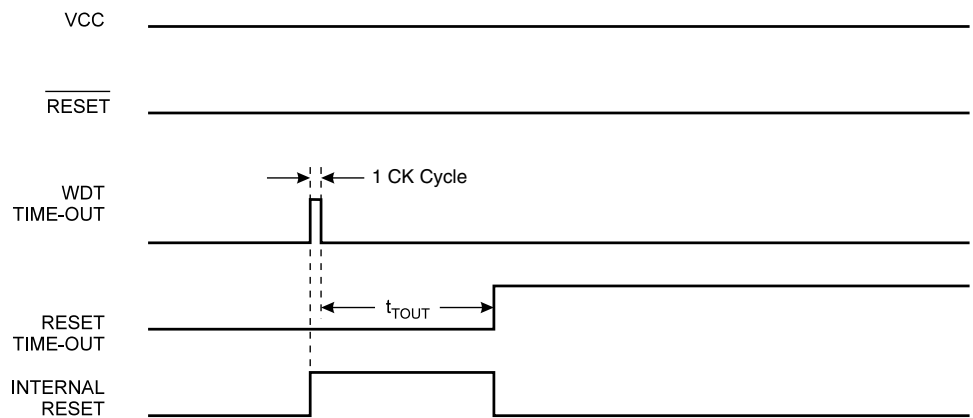 VCC
RESET
1 CK Cycle
WDT
TIME-OUT
tTOUT
RESET
TIME-OUT
INTERNAL
RESET